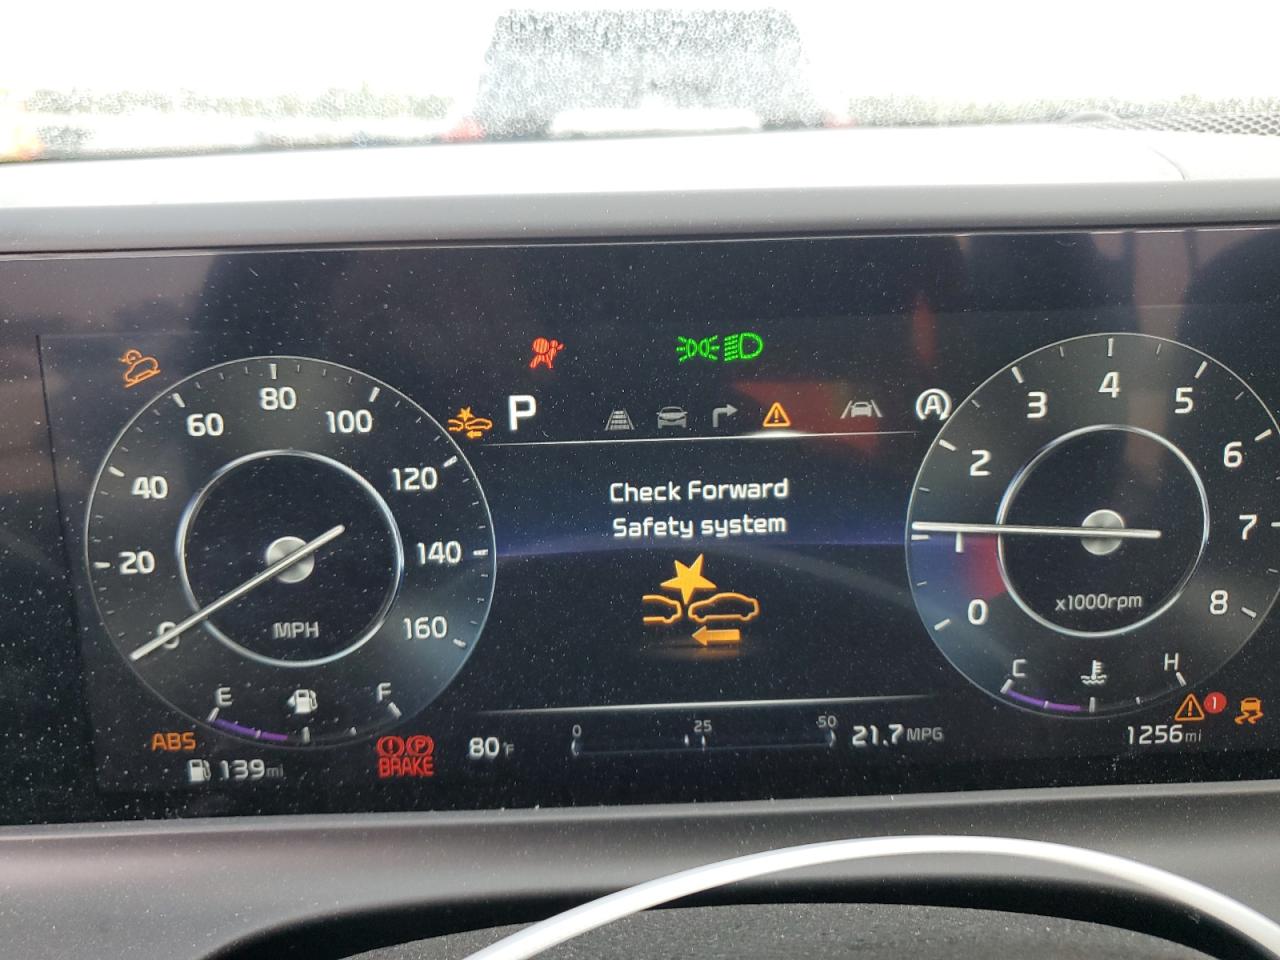 80
60
100
40
120
20
140
0
160
MPH
E
F
ABS
139mi
P
BRAKE
P
A
Check Forward
Safety system
80°F
0
25
50
21.7MPG
4
3
5
2
6
1
7
0
8
x1000rpm
C
H
1
1256mi